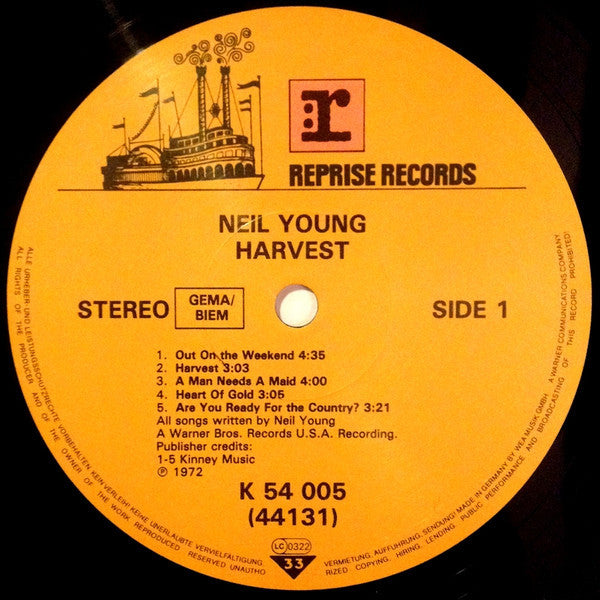 r
REPRISE RECORDS
NEIL YOUNG
HARVEST
STEREO
GEMA/
BIEM
SIDE 1
1. Out On the Weekend 4:35
2. Harvest 3:03
3. A Man Needs A Maid 4:00
4. Heart Of Gold 3:05
5. Are You Ready For the Country? 3:21
All songs written by Neil Young
A Warner Bros. Records U.S.A. Recording.
Publisher credits:
1-5 Kinney Music
℗ 1972
K 54 005
(44131)
LC 0322
33
ALLE URHEBER-UND LEISTUNGSSCHUTZRECHTE VORBEHALTEN KEIN VERLEIH! KEINE UNERLAUBTE VERVIELFÄLTIGUNG,
VERMIETUNG, AUFFÜHRUNG, SENDUNG! MADE IN GERMANY BY WEA MUSIK GMBH. A WARNER COMMUNICATIONS COMPANY
ALL RIGHTS OF THE PRODUCER AND OF THE OWNER OF THE WORK REPRODUCED RESERVED UNAUTHO
RIZED COPYING, HIRING, LENDING, PUBLIC PERFORMANCE AND BROADCASTING OF THIS RECORD PROHIBITED!